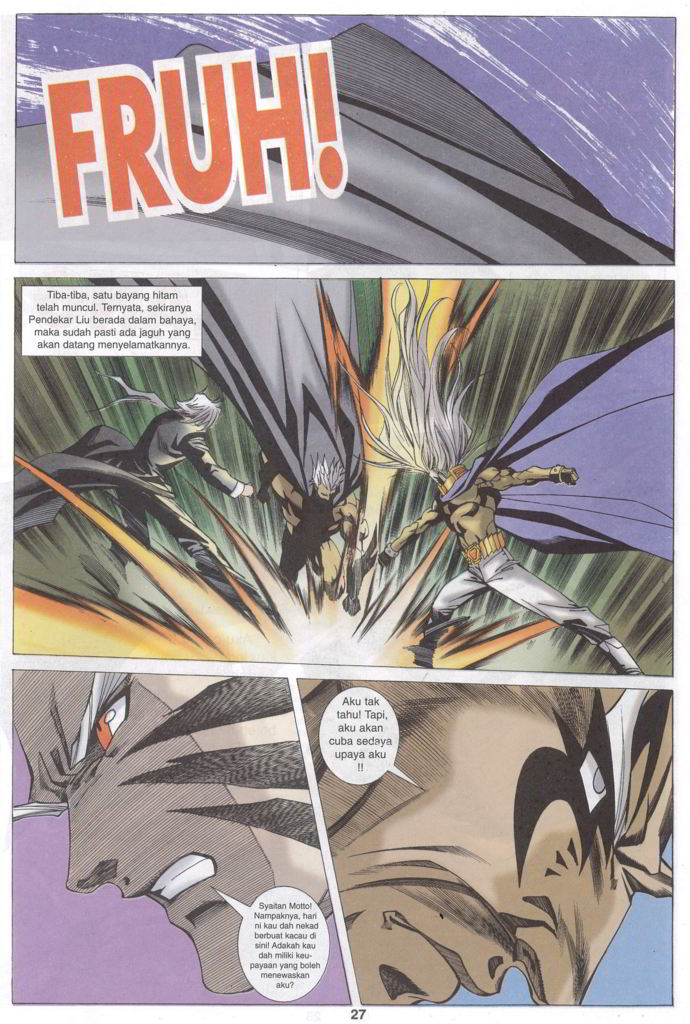 FRUH!
Tiba-tiba, satu bayang hitam
telah muncul. Ternyata, sekiranya
Pendekar Liu berada dalam bahaya,
maka sudah pasti ada jaguh yang
akan datang menyelamatkannya.
Syaitan Motto!
Nampaknya, hari
ni kau dah nekad
berbuat kacau di
sini! Adakah kau
dah miliki keu-
payaan yang boleh
menewaskan
aku?
Aku tak
tahu! Tapi,
aku akan
cuba sedaya
upaya aku
!!
27